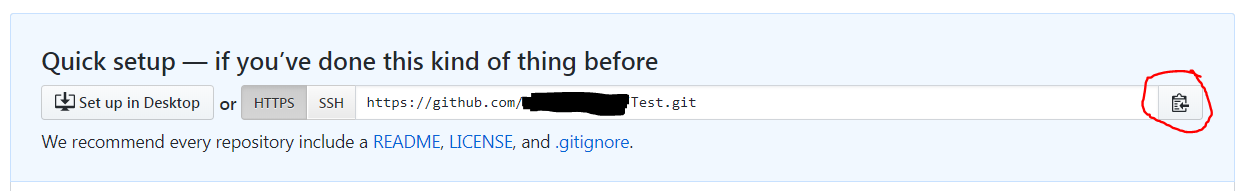 Quick setup — if you’ve done this kind of thing before
Set up in Desktop or HTTPS SSH https://github.com/ Test.git
We recommend every repository include a README, LICENSE, and .gitignore.